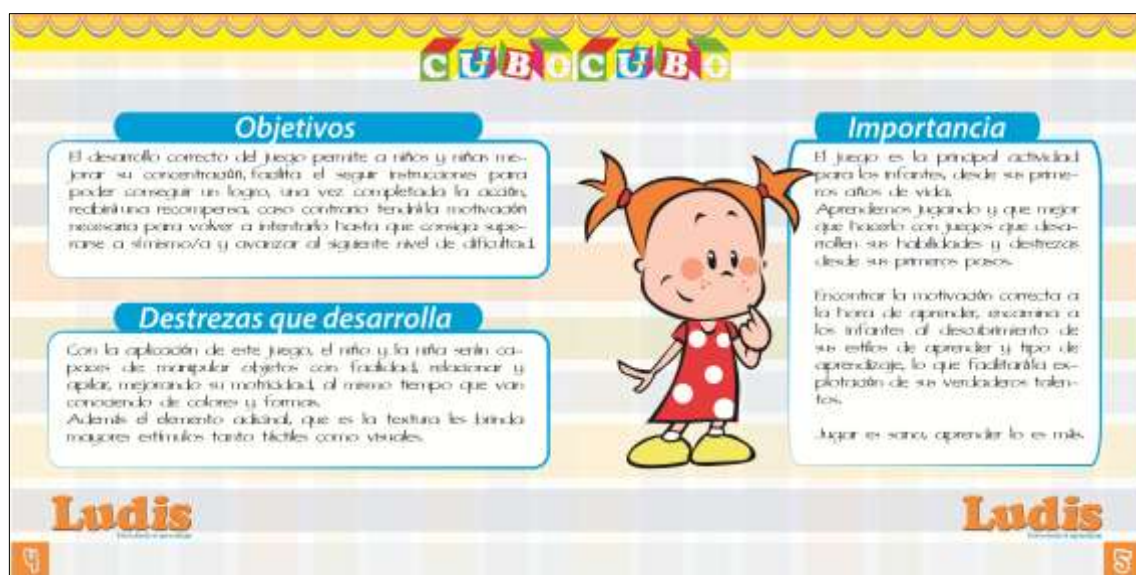 CUBOCUBO
Objetivos
El desarrollo correcto del juego permite a niños y niñas me-
jorar su concentración, facilita el seguir instrucciones para
poder conseguir un logro, una vez completada la acción,
recibirá una recompensa, caso contrario tendrá la motivación
necesaria para volver a intentarlo hasta que consiga supe-
rarse a sí mismo/a y avanzar al siguiente nivel de dificultad.
Destrezas que desarrolla
Con la aplicación de este juego, el niño y la niña serán ca-
paces de manipular objetos con facilidad, relacionar y
apilar, mejorando su motricidad, al mismo tiempo que van
conociendo de colores y formas.
Además el elemento adicinal, que es la textura les brinda
mayores estímulos tanto táctiles como visuales.
Ludis
4
Importancia
El juego es la principal actividad
para los infantes, desde sus prime-
ros años de vida.
Aprendemos jugando y que mejor
que hacerlo con juegos que desa-
rrollen sus habilidades y destrezas
desde sus primeros pasos.
Encontrar la motivación correcta a
la hora de aprender, encamina a
los infantes al descubrimiento de
sus estilos de aprender y tipo de
aprendizaje, lo que facilitará la ex-
plotación de sus verdaderos talen-
tos.
Jugar es sano, aprender lo es más.
Ludis
5